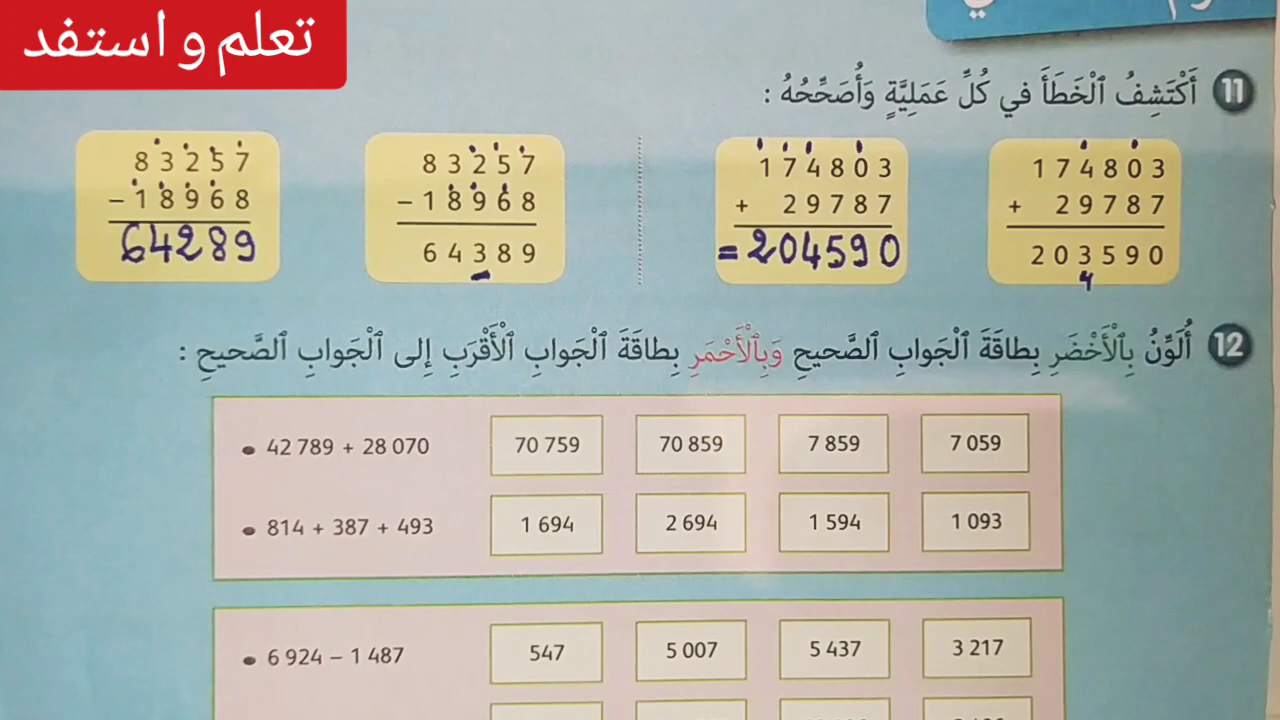 تعلم و استفد
11 أَكْتَشِفُ ٱلْخَطَأَ في كُلِّ عَمَلِيَّةٍ وَأُصَحِّحُهُ :
174803
+ 29787
203590
4
174803
+ 29787
= 204590
83257
– 18968
64389
83257
– 18968
64289
12 أُلَوِّنُ بِٱلْأَخْضَرِ بِطاقَةَ ٱلْجَوابِ ٱلصَّحيحِ وَبِٱلْأَحْمَرِ بِطاقَةَ ٱلْجَوابِ ٱلْأَقْرَبِ إِلى ٱلْجَوابِ ٱلصَّحيحِ :
• 42 789 + 28 070 70 759 70 859 7 859 7 059
• 814 + 387 + 493 1 694 2 694 1 594 1 093
• 6 924 – 1 487 547 5 007 5 437 3 217